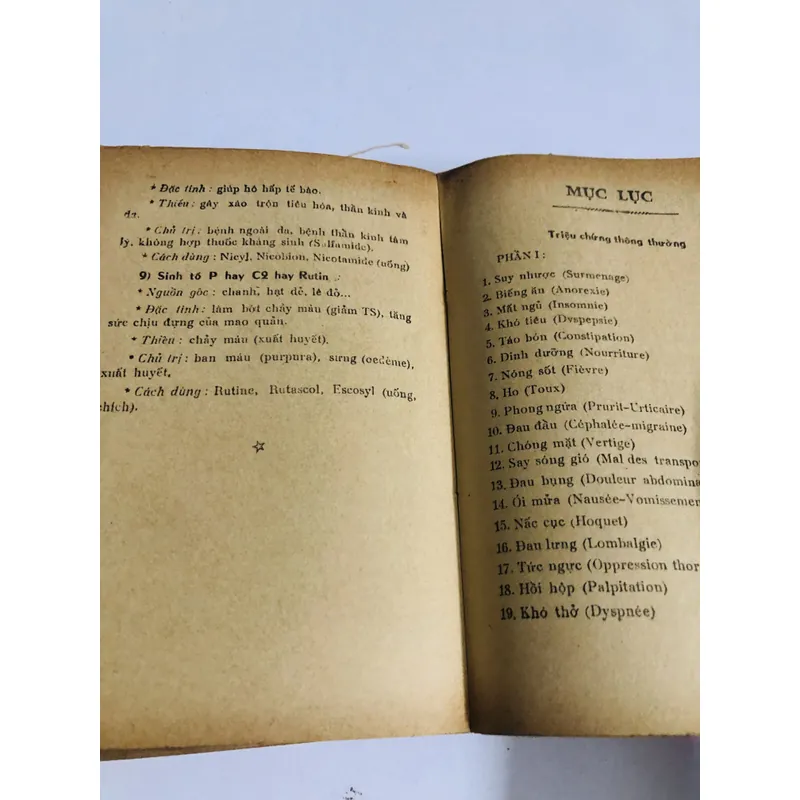 * Đặc tính : giúp hô hấp tế bào.
* Thiếu : gây xáo trộn tiêu hóa, thần kinh và
da.
* Chủ trị : bệnh ngoài da, bệnh thần kinh tâm
lý, không hợp thuốc kháng sinh (Sulfamide).
* Cách dùng : Nicyl, Nicobion, Nicotamide (uống)
9) Sinh tố P hay C2 hay Rutin :
* Nguồn gốc : chanh, hạt dẻ, lê đỏ...
* Đặc tính : làm bớt chảy máu (giảm TS), tăng
sức chịu đựng của mao quản.
* Thiếu : chảy máu (xuất huyết).
* Chủ trị : ban máu (purpura), sưng (oedème),
xuất huyết.
* Cách dùng : Rutine, Rutascol, Escosyl (uống,
chích).
MỤC LỤC
Triệu chứng thông thường
PHẦN I :
1. Suy nhược (Surmenage)
2. Biếng ăn (Anorexie)
3. Mất ngủ (Insomnie)
4. Khó tiêu (Dyspepsie)
5. Táo bón (Constipation)
6. Dinh dưỡng (Nourriture)
7. Nóng sốt (Fièvre)
8. Ho (Toux)
9. Phong ngứa (Prurit-Urticaire)
10. Đau đầu (Céphalée-migraine)
11. Chóng mặt (Vertige)
12. Say sóng gió (Mal des transpo
13. Đau bụng (Douleur abdomina
14. Ói mửa (Nausée-Vomissemen
15. Nấc cục (Hoquet)
16. Đau lưng (Lombalgie)
17. Tức ngực (Oppression thor
18. Hồi hộp (Palpitation)
19. Khó thở (Dyspnée)